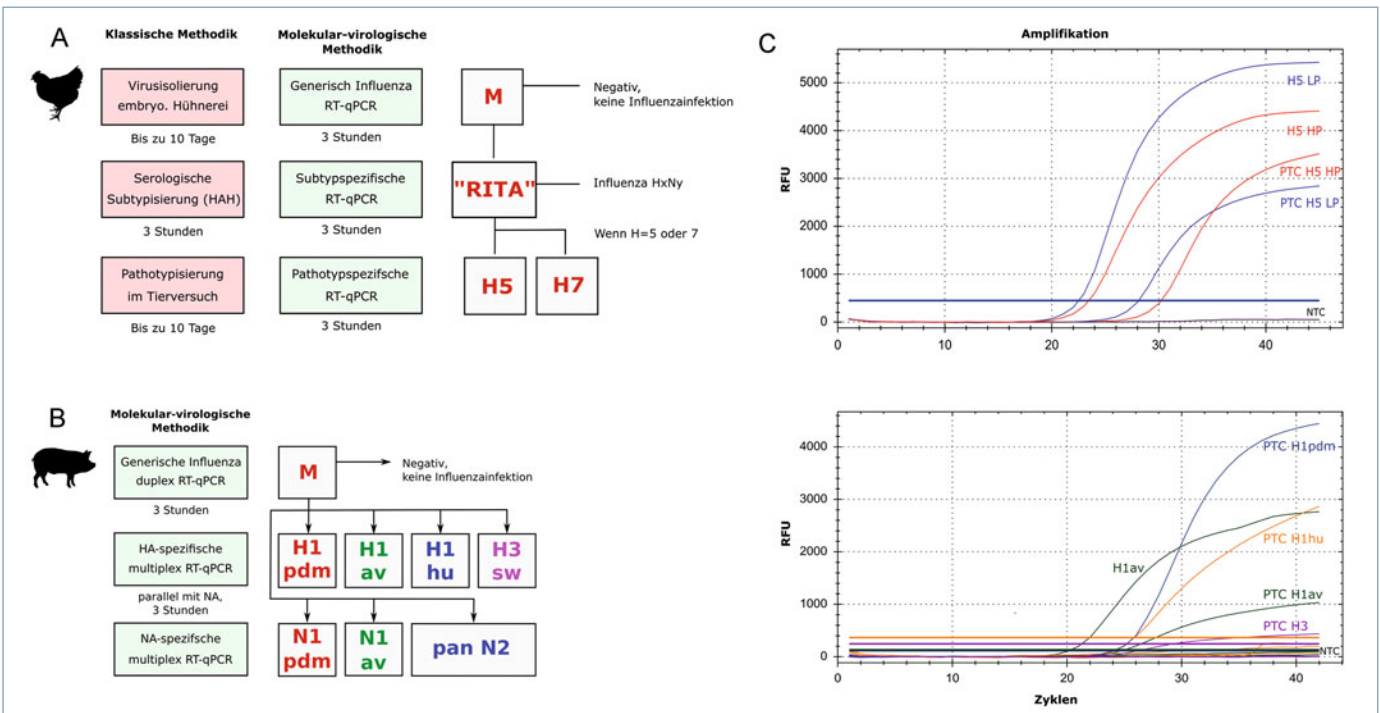 A
Klassische Methodik
Molekular-virologische
Methodik
Virusisolierung
embryo. Hühnerei
Bis zu 10 Tage
Generisch Influenza
RT-qPCR
3 Stunden
M
Negativ,
keine Influenzainfektion
Serologische
Subtypisierung (HAH)
3 Stunden
Subtypspezifische
RT-qPCR
3 Stunden
"RITA"
Influenza HxNy
Wenn H=5 oder 7
Pathotypisierung
im Tierversuch
Bis zu 10 Tage
Pathotypspezifsche
RT-qPCR
3 Stunden
H5
H7
B
Molekular-virologische
Methodik
Generische Influenza
duplex RT-qPCR
3 Stunden
M
Negativ,
keine Influenzainfektion
HA-spezifische
multiplex RT-qPCR
parallel mit NA,
3 Stunden
H1
pdm
H1
av
H1
hu
H3
sw
NA-spezifsche
multiplex RT-qPCR
N1
pdm
N1
av
pan N2
C
Amplifikation
RFU
5000
4000
3000
2000
1000
0
H5 LP
H5 HP
PTC H5 HP
PTC H5 LP
NTC
0
10
20
30
40
RFU
4000
3000
2000
1000
0
PTC H1pdm
H1av
PTC H1hu
PTC H1av
PTC H3
NTC
0
10
20
30
40
Zyklen